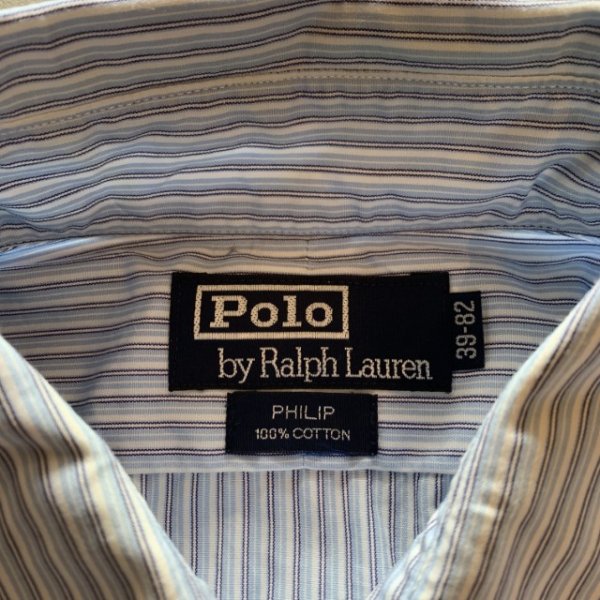 Polo
by Ralph Lauren
39-82
PHILIP
100% COTTON